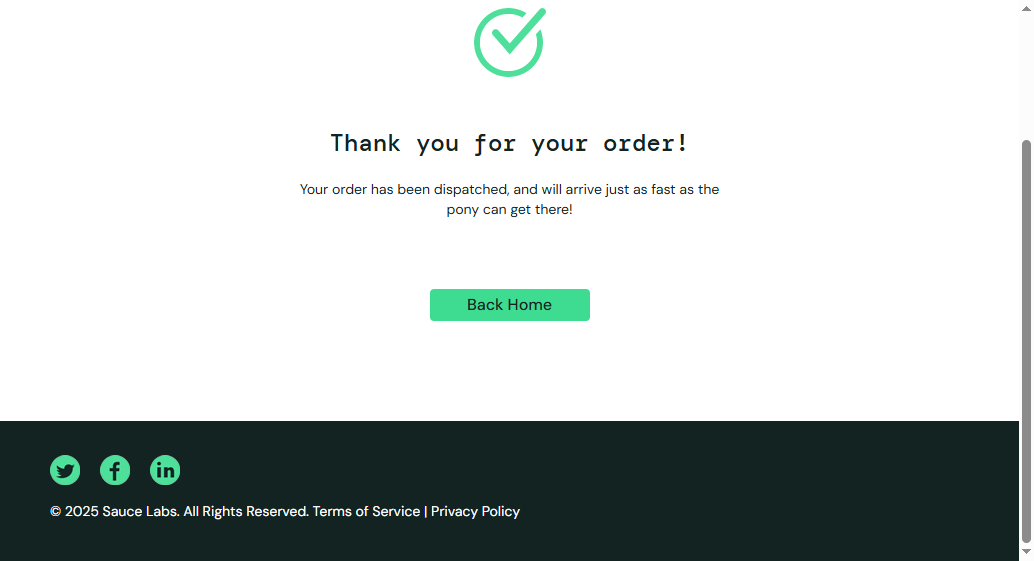 Thank you for your order!
Your order has been dispatched, and will arrive just as fast as the
pony can get there!
Back Home
© 2025 Sauce Labs. All Rights Reserved. Terms of Service | Privacy Policy